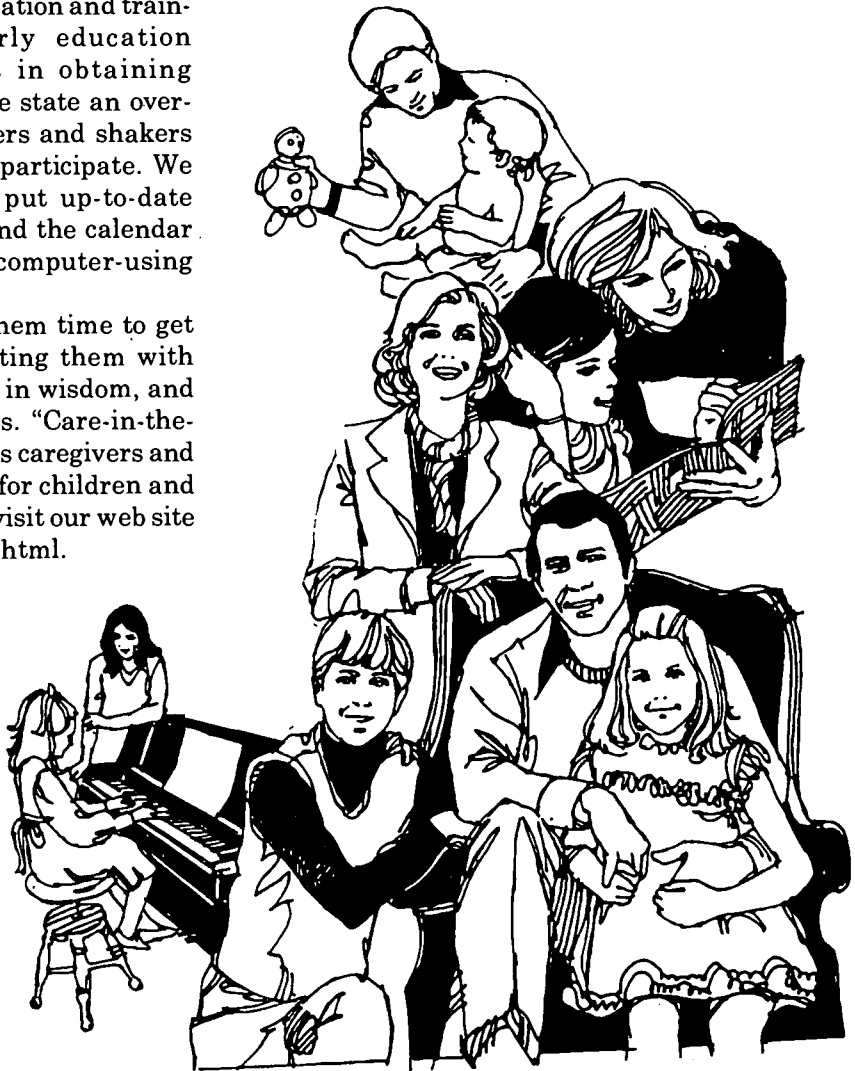 ation and train-
rly education
in obtaining
e state an over-
ers and shakers
participate. We
put up-to-date
nd the calendar
computer-using
hem time to get
ting them with
in wisdom, and
s. “Care-in-the-
s caregivers and
for children and
visit our web site
html.